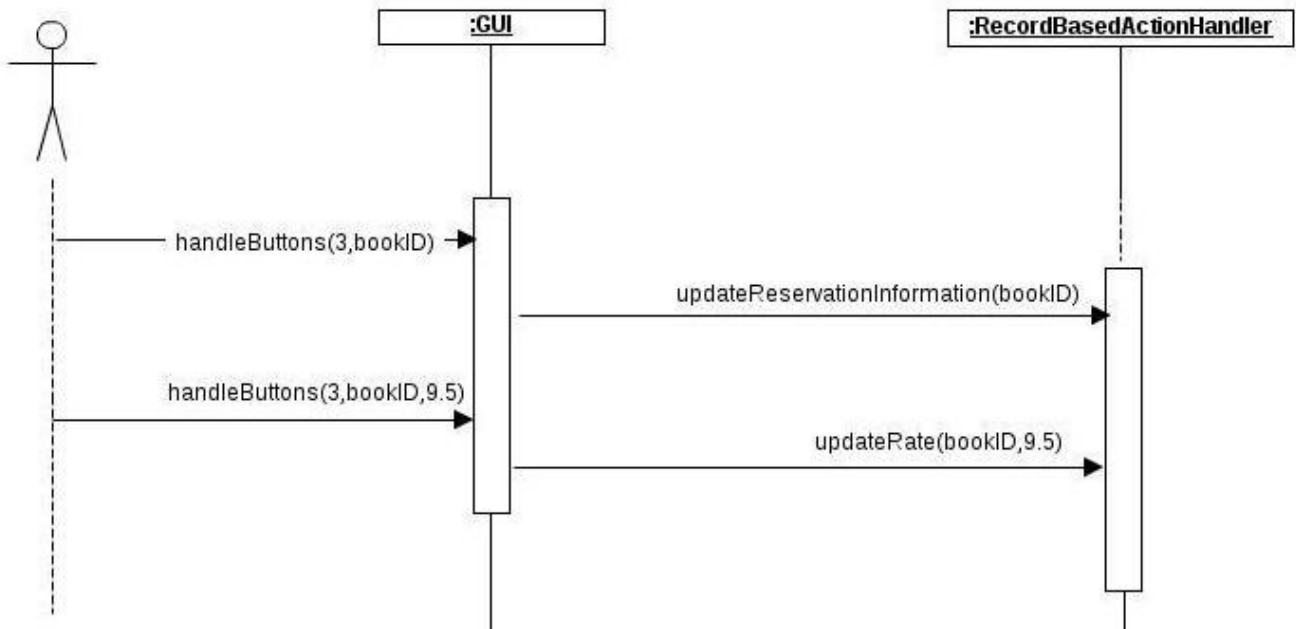 :GUI
:RecordBasedActionHandler
handleButtons(3,bookID)
updateReservationInformation(bookID)
handleButtons(3,bookID,9.5)
updateRate(bookID,9.5)